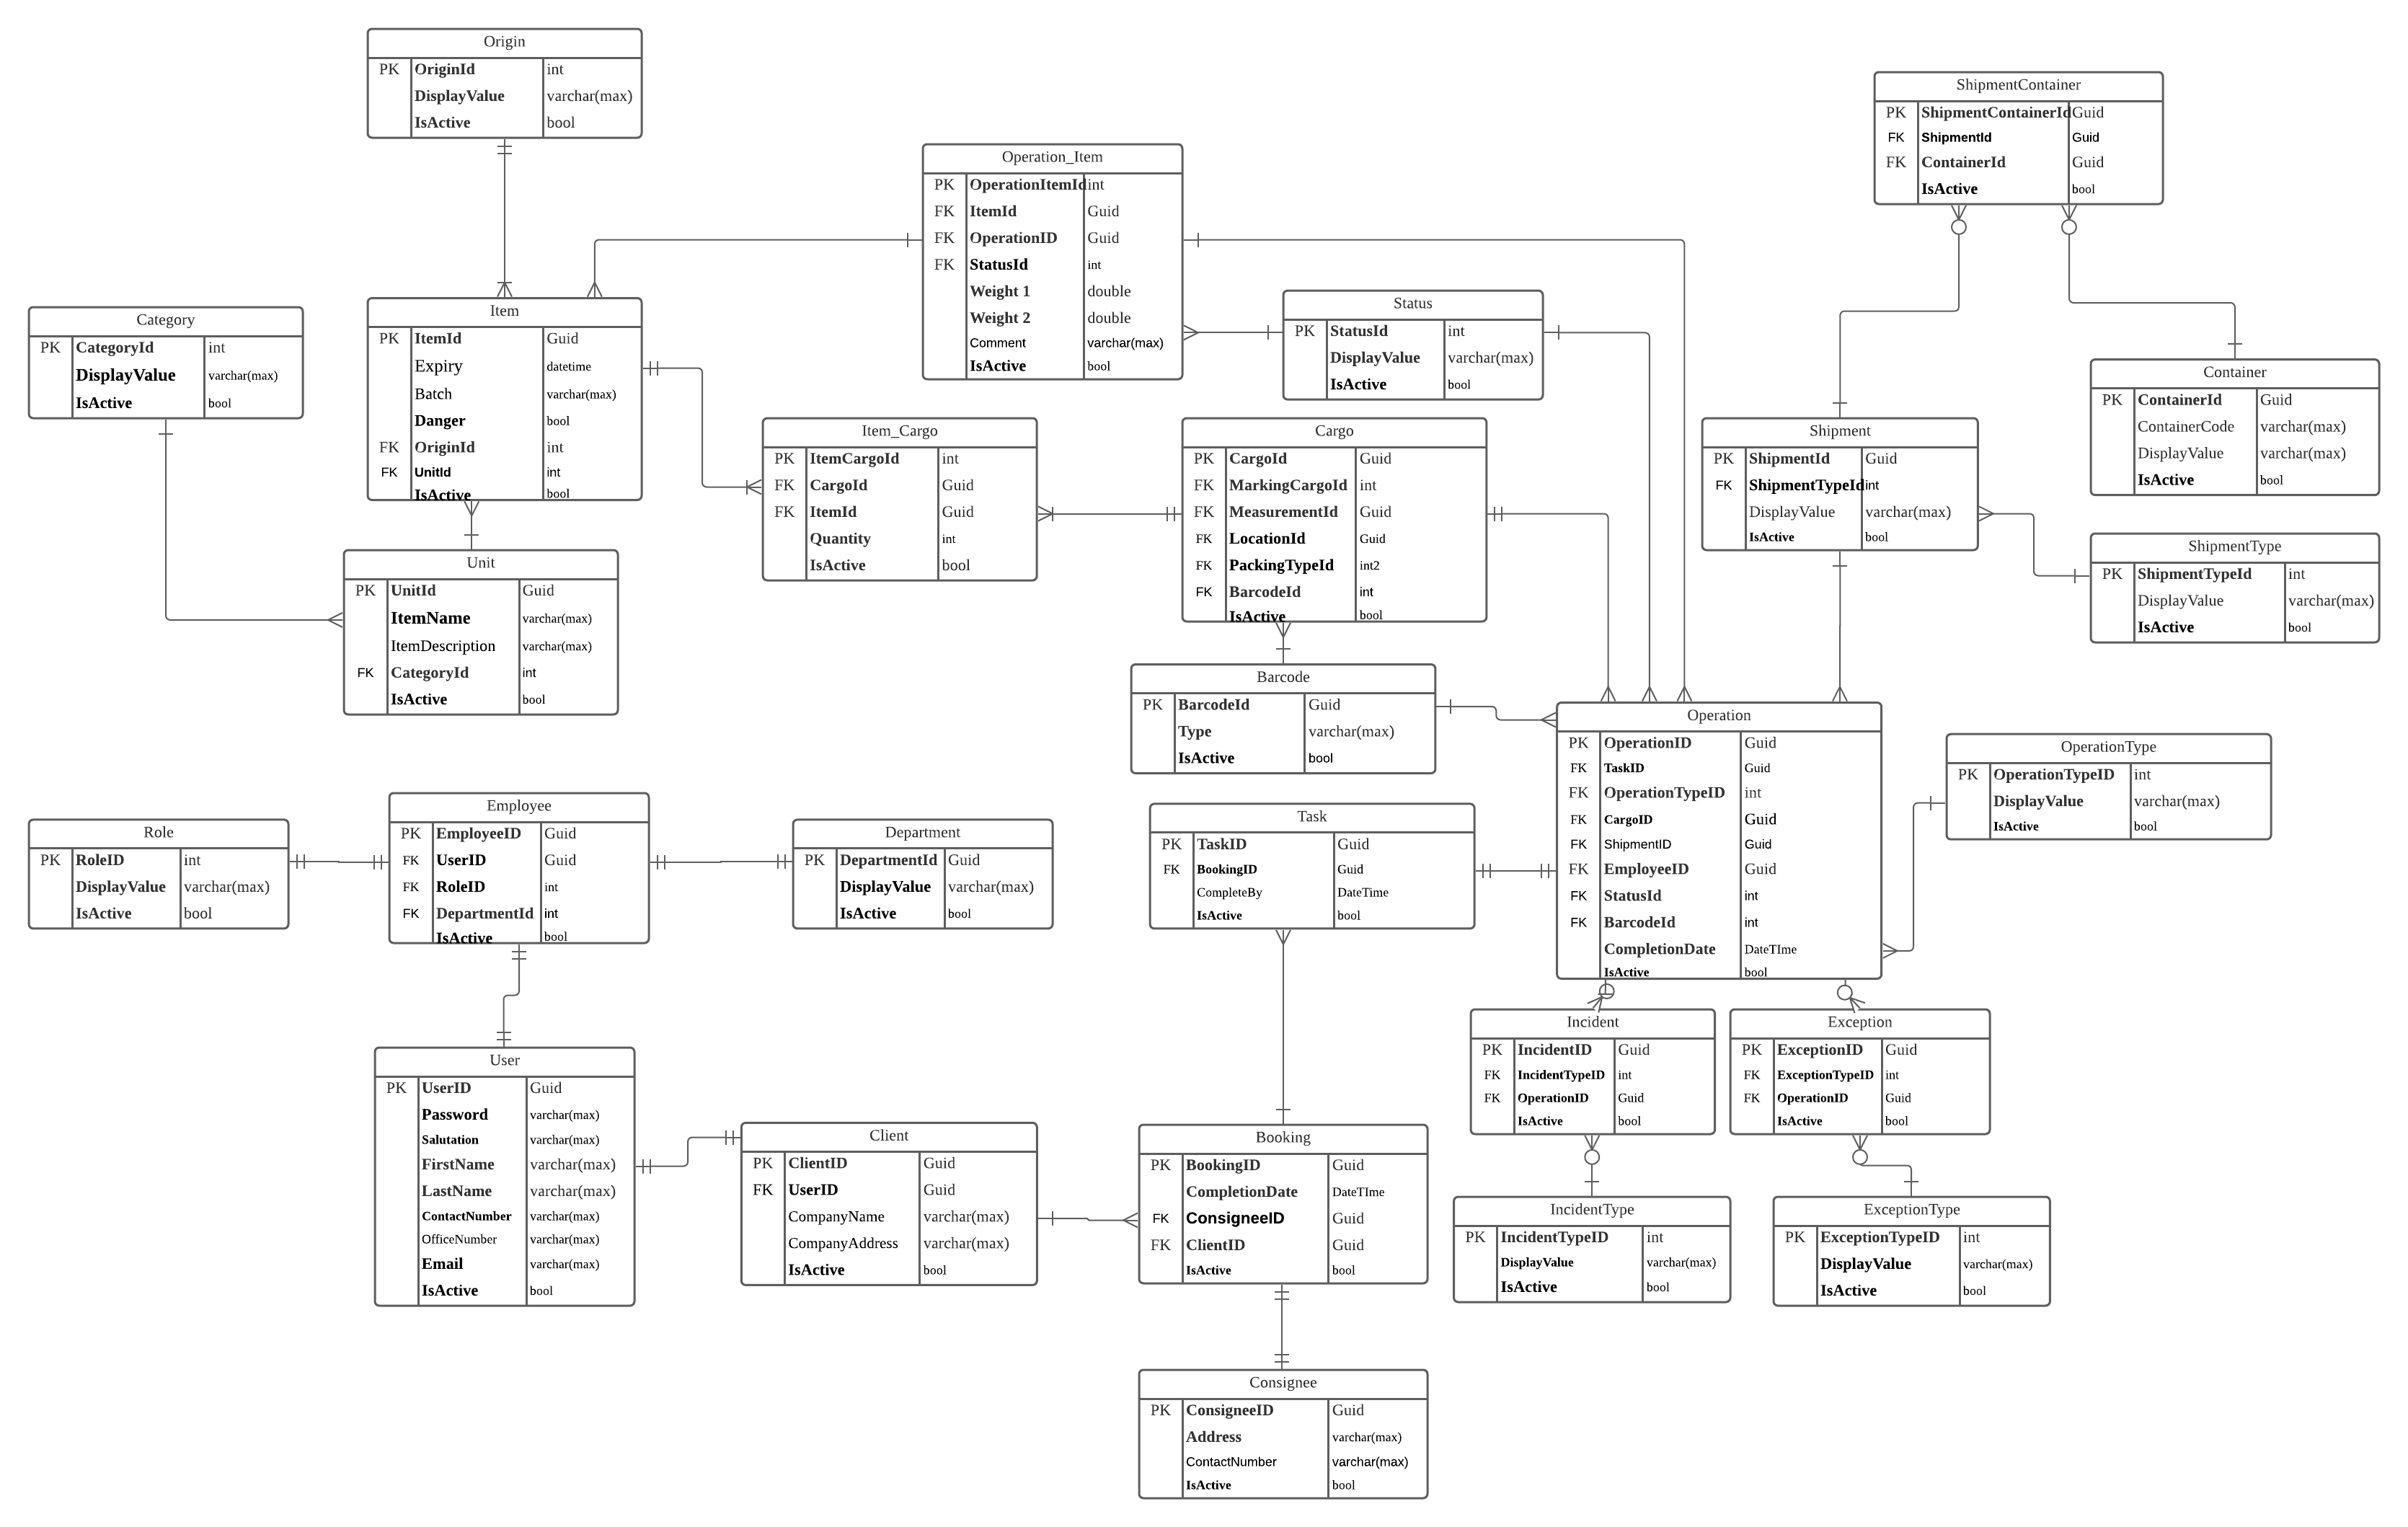 Origin
PK OriginId int
DisplayValue varchar(max)
IsActive bool
ShipmentContainer
PK ShipmentContainerId Guid
FK ShipmentId Guid
FK ContainerId Guid
IsActive bool
Operation_Item
PK OperationItemId int
FK ItemId Guid
FK OperationID Guid
FK StatusId int
Weight 1 double
Weight 2 double
Comment varchar(max)
IsActive bool
Status
PK StatusId int
DisplayValue varchar(max)
IsActive bool
Category
PK CategoryId int
DisplayValue varchar(max)
IsActive bool
Item
PK ItemId Guid
Expiry datetime
Batch varchar(max)
Danger bool
FK OriginId int
FK UnitId int
IsActive bool
Container
PK ContainerId Guid
ContainerCode varchar(max)
DisplayValue varchar(max)
IsActive bool
Item_Cargo
PK ItemCargoId int
FK CargoId Guid
FK ItemId Guid
Quantity int
IsActive bool
Cargo
PK CargoId Guid
FK MarkingCargoId int
FK MeasurementId Guid
FK LocationId Guid
FK PackingTypeId int2
FK BarcodeId int
IsActive bool
Shipment
PK ShipmentId Guid
FK ShipmentTypeId int
DisplayValue varchar(max)
IsActive bool
ShipmentType
PK ShipmentTypeId int
DisplayValue varchar(max)
IsActive bool
Unit
PK UnitId Guid
ItemName varchar(max)
ItemDescription varchar(max)
FK CategoryId int
IsActive bool
Barcode
PK BarcodeId Guid
Type varchar(max)
IsActive bool
Operation
PK OperationID Guid
FK TaskID Guid
FK OperationTypeID int
FK CargoID Guid
FK ShipmentID Guid
FK EmployeeID Guid
FK StatusId int
FK BarcodeId int
CompletionDate DateTIme
IsActive bool
OperationType
PK OperationTypeID int
DisplayValue varchar(max)
IsActive bool
Role
PK RoleID int
DisplayValue varchar(max)
IsActive bool
Employee
PK EmployeeID Guid
FK UserID Guid
FK RoleID int
FK DepartmentId int
IsActive bool
Department
PK DepartmentId Guid
DisplayValue varchar(max)
IsActive bool
Task
PK TaskID Guid
FK BookingID Guid
CompleteBy DateTime
IsActive bool
Incident
PK IncidentID Guid
FK IncidentTypeID int
FK OperationID Guid
IsActive bool
Exception
PK ExceptionID Guid
FK ExceptionTypeID int
FK OperationID Guid
IsActive bool
User
PK UserID Guid
Password varchar(max)
Salutation varchar(max)
FirstName varchar(max)
LastName varchar(max)
ContactNumber varchar(max)
OfficeNumber varchar(max)
Email varchar(max)
IsActive bool
Client
PK ClientID Guid
FK UserID Guid
CompanyName varchar(max)
CompanyAddress varchar(max)
IsActive bool
Booking
PK BookingID Guid
CompletionDate DateTIme
FK ConsigneeID Guid
FK ClientID Guid
IsActive bool
IncidentType
PK IncidentTypeID int
DisplayValue varchar(max)
IsActive bool
ExceptionType
PK ExceptionTypeID int
DisplayValue varchar(max)
IsActive bool
Consignee
PK ConsigneeID Guid
Address varchar(max)
ContactNumber varchar(max)
IsActive bool